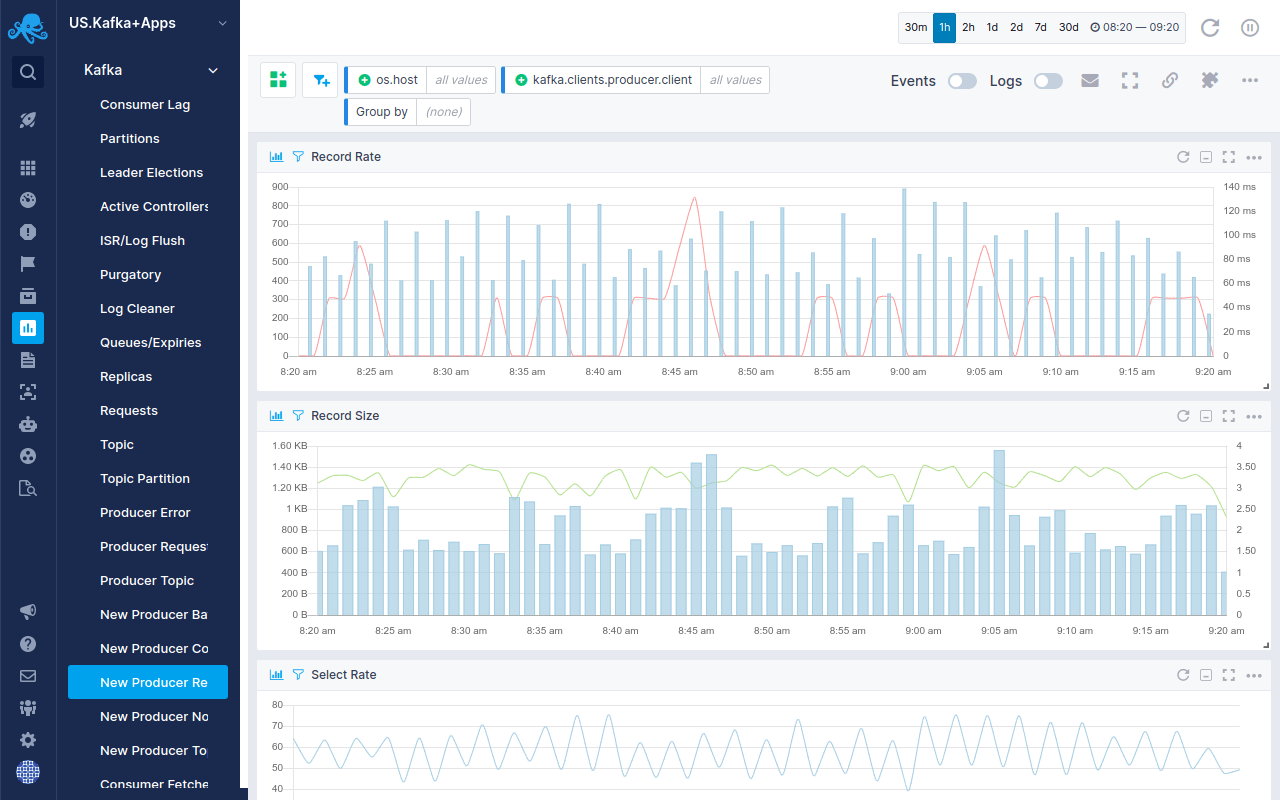 US.Kafka+Apps
Kafka
Consumer Lag
Partitions
Leader Elections
Active Controllers
ISR/Log Flush
Purgatory
Log Cleaner
Queues/Expiries
Replicas
Requests
Topic
Topic Partition
Producer Error
Producer Request
Producer Topic
New Producer Ba
New Producer Co
New Producer Re
New Producer No
New Producer To
Consumer Fetche
30m 1h 2h 1d 2d 7d 30d 08:20 — 09:20
os.host all values kafka.clients.producer.client all values
Group by (none)
Events Logs
Record Rate
900 140 ms
800 120 ms
700 100 ms
600 80 ms
500 60 ms
400 40 ms
300 20 ms
200 0
100
0
8:20 am 8:25 am 8:30 am 8:35 am 8:40 am 8:45 am 8:50 am 8:55 am 9:00 am 9:05 am 9:10 am 9:15 am 9:20 am
Record Size
1.60 KB 4
1.40 KB 3.50
1.20 KB 3
1 KB 2.50
800 B 2
600 B 1.50
400 B 1
200 B 0.5
0 B 0
8:20 am 8:25 am 8:30 am 8:35 am 8:40 am 8:45 am 8:50 am 8:55 am 9:00 am 9:05 am 9:10 am 9:15 am 9:20 am
Select Rate
80
70
60
50
40